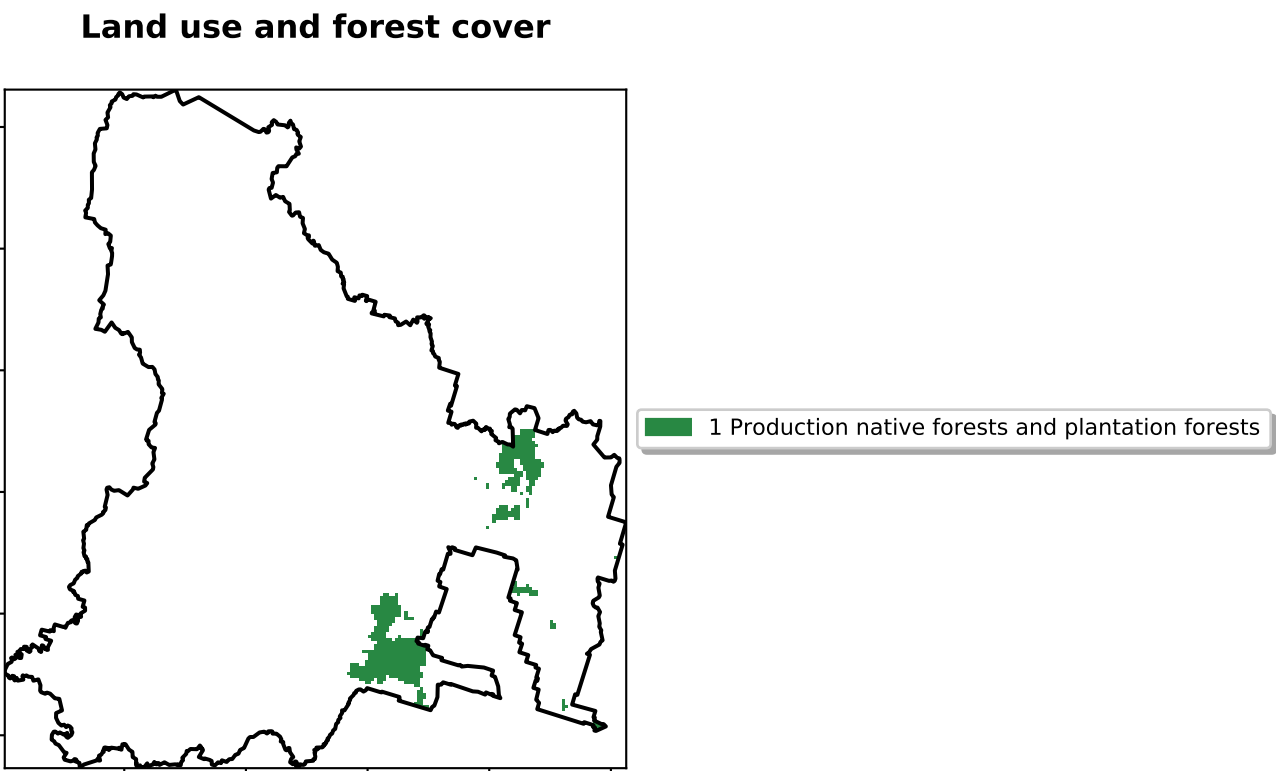 Land use and forest cover
1 Production native forests and plantation forests